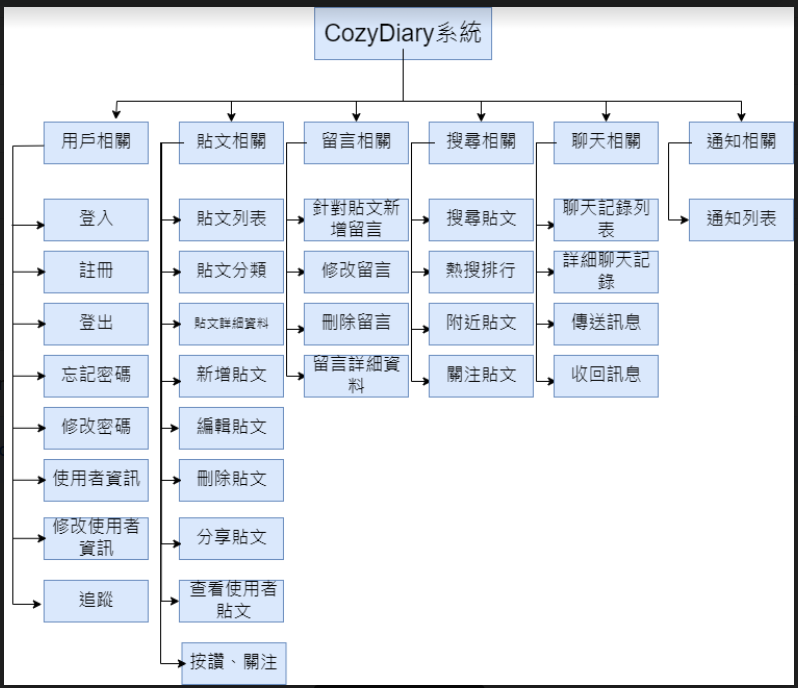 CozyDiary系統
用戶相關
登入
註冊
登出
忘記密碼
修改密碼
使用者資訊
修改使用者
資訊
追蹤
貼文相關
貼文列表
貼文分類
貼文詳細資料
新增貼文
編輯貼文
刪除貼文
分享貼文
查看使用者
貼文
按讚、關注
留言相關
針對貼文新
增留言
修改留言
刪除留言
留言詳細資
料
搜尋相關
搜尋貼文
熱搜排行
附近貼文
關注貼文
聊天相關
聊天記錄列
表
詳細聊天記
錄
傳送訊息
收回訊息
通知相關
通知列表